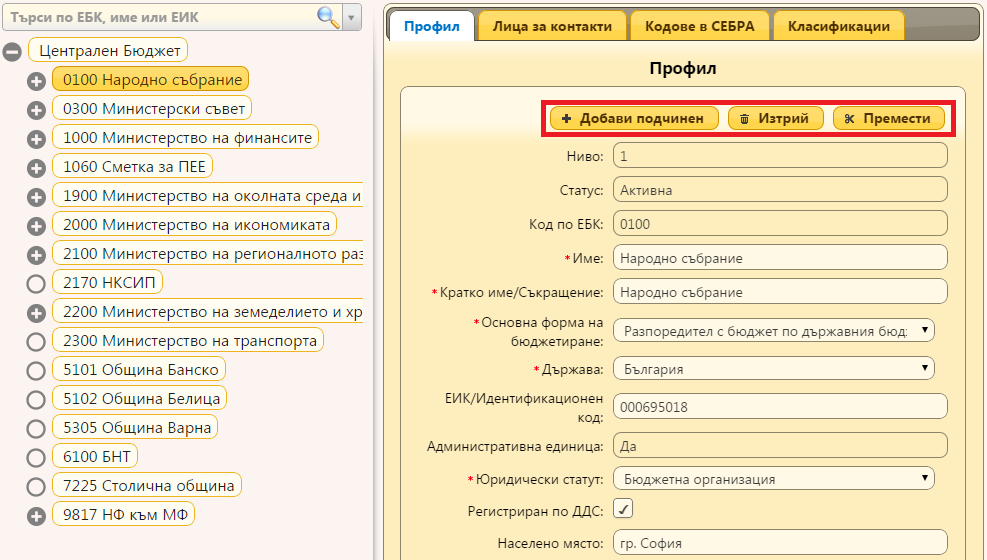 Търси по ЕБК, име или ЕИК
Централен Бюджет
0100 Народно събрание
0300 Министерски съвет
1000 Министерство на финансите
1060 Сметка за ПЕЕ
1900 Министерство на околната среда и
2000 Министерство на икономиката
2100 Министерство на регионалното раз
2170 НКСИП
2200 Министерство на земеделието и хр
2300 Министерство на транспорта
5101 Община Банско
5102 Община Белица
5305 Община Варна
6100 БНТ
7225 Столична община
9817 НФ към МФ
Профил Лица за контакти Кодове в СЕБРА Класификации
Профил
Добави подчинен Изтрий Премести
Ниво: 1
Статус: Активна
Код по ЕБК: 0100
*Име: Народно събрание
*Кратко име/Съкращение: Народно събрание
*Основна форма на
бюджетиране: Разпоредител с бюджет по държавния бюд:
*Държава: България
ЕИК/Идентификационен
код: 000695018
Административна единица: Да
*Юридически статут: Бюджетна организация
Регистриран по ДДС:
Населено място: гр. София